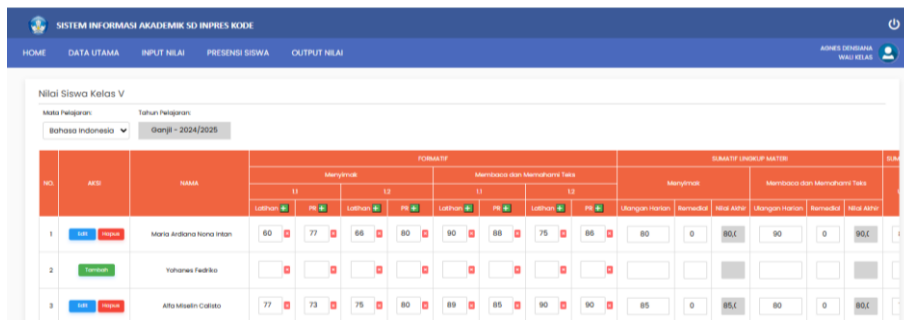 SISTEM INFORMASI AKADEMIK SD INPRES KODE
HOME DATA UTAMA INPUT NILAI PRESENSI SISWA OUTPUT NILAI AGNES DENSIANA
WALI KELAS
Nilai Siswa Kelas V
Mata Pelajaran: Tahun Pelajaran:
Bahasa Indonesia Ganjil - 2024/2025
FORMATIF SUMATIF LINGKUP MATERI
NO. AKSI NAMA Menyimak Membaca dan Memahami Teks Menyimak Membaca dan Memahami Teks
1.1 1.2 1.1 1.2
Latihan PR Latihan PR Latihan PR Latihan PR Ulangan Harian Remedial Nilai Akhir Ulangan Harian Remedial Nilai Akhir
1 Edit Hapus Maria Ardiana Nona Intan 60 77 66 80 90 88 75 86 80 0 80,( 90 0 90,(
2 Tambah Yohanes Fedriko
3 Edit Hapus Alfa Miselin Calisto 77 73 75 80 89 85 90 90 85 0 85,( 80 0 80,(